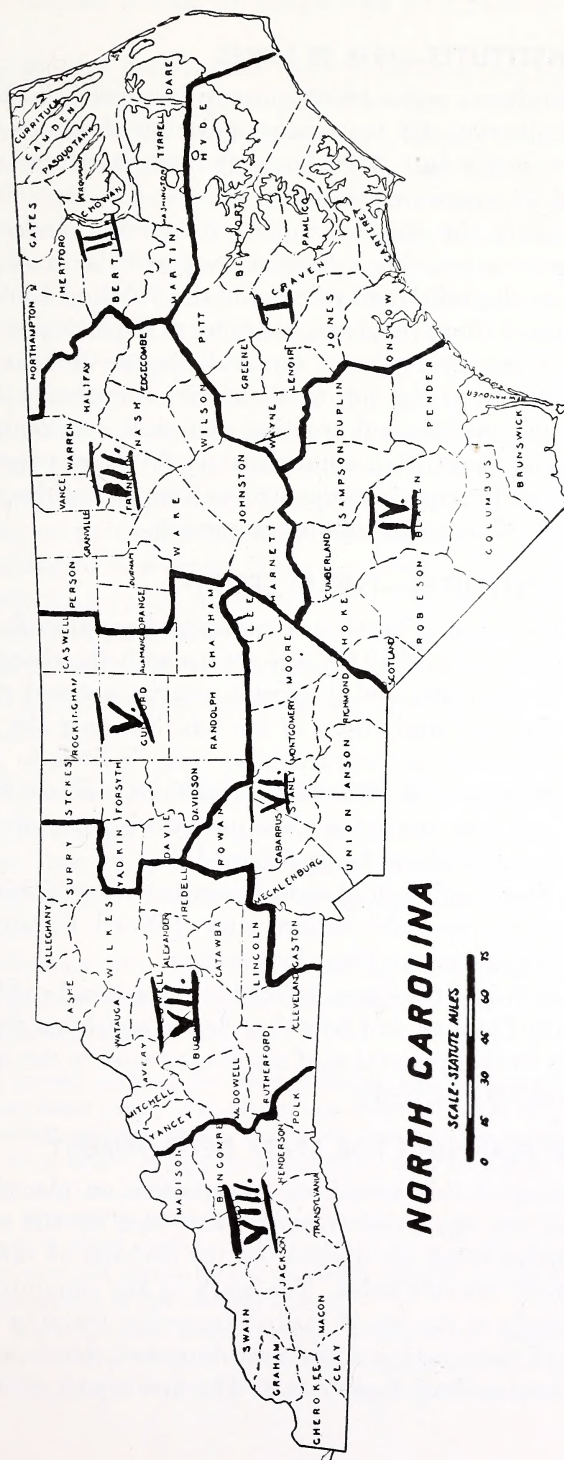 NORTH CAROLINA
SCALE-STATUTE MILES
0 15 30 45 60 75
CHEROKEE
GRAHAM
CLAY
MACON
SWAIN
JACKSON
TRANSYLVANIA
VIII.
HENDERSON
BUNCOMBE
MADISON
POLK
YANCEY
MITCHELL
AVERY
McDOWELL
RUTHERFORD
CLEVELAND
GASTON
LINCOLN
CATAWBA
VII.
ALEXANDER
IREDELL
WATAUGA
ASHE
ALLEGHANY
WILKES
SURRY
YADKIN
DAVIE
ROWAN
MECKLENBURG
CABARRUS
STANLY
VI.
UNION
ANSON
MONTGOMERY
RICHMOND
MOORE
LEE
STOKES
FORSYTH
DAVIDSON
ROCKINGHAM
GUILFORD
V.
RANDOLPH
CASWELL
ALAMANCE
CHATHAM
PERSON
ORANGE
DURHAM
GRANVILLE
VANCE
WARREN
FRANKLIN
III.
WAKE
NASH
HALIFAX
EDGECOMBE
WILSON
JOHNSTON
HARNETT
WAYNE
SCOTLAND
HOKE
ROBESON
CUMBERLAND
SAMPSON
DUPLIN
IV.
BLADEN
PENDER
COLUMBUS
BRUNSWICK
NEW HANOVER
NORTHAMPTON
HERTFORD
GATES
BERTIE
II
CHOWAN
PASQUOTANK
CAMDEN
CURRITUCK
MARTIN
WASHINGTON
TYRRELL
DARE
HYDE
PITT
GREENE
LENOIR
BEAUFORT
I
CRAVEN
PAMLICO
JONES
ONSLOW
CARTERET